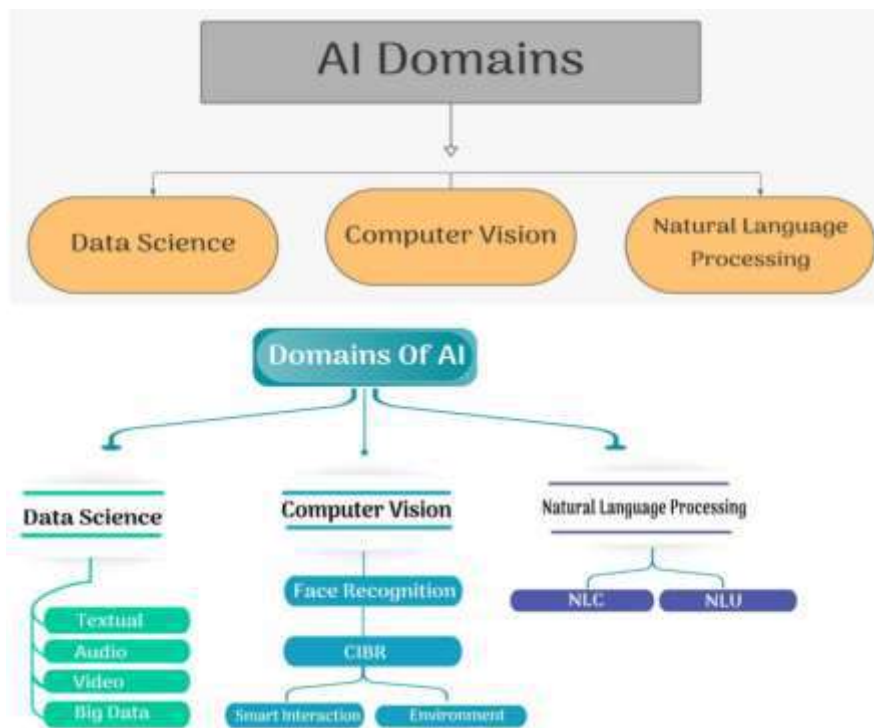 AI Domains
Data Science
Computer Vision
Natural Language
Processing
Domains Of AI
Data Science
Computer Vision
Natural Language Processing
Face Recognition
NLC
NLU
Textual
Audio
CIBR
Video
Big Data
Smart Interaction
Environment